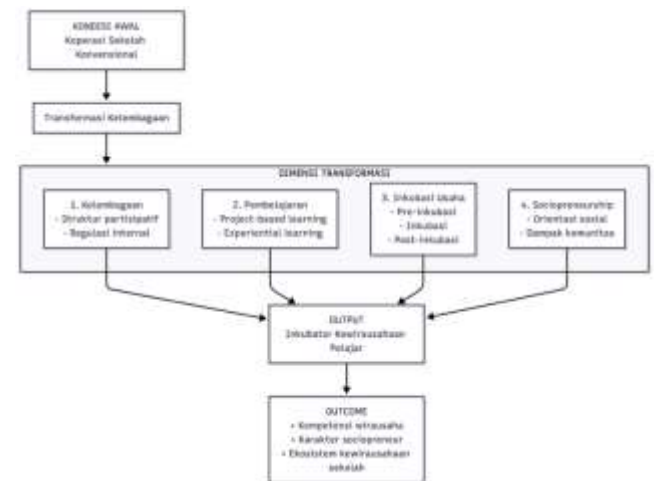 KONDISI AWAL
Koperasi Sekolah
Konvensional
Transformasi Kelembagaan
DIMENSI TRANSFORMASI
1. Kelembagaan
- Struktur partisipatif
- Regulasi internal
2. Pembelajaran
- Project-based learning
- Experiential learning
3. Inkubasi Usaha
- Pre-inkubasi
- Inkubasi
- Post-inkubasi
4. Sociopreneurship
- Orientasi sosial
- Dampak komunitas
OUTPUT
Inkubator Kewirausahaan
Pelajar
OUTCOME
• Kompetensi wirausaha
• Karakter sociopreneur
• Ekosistem kewirausahaan
sekolah